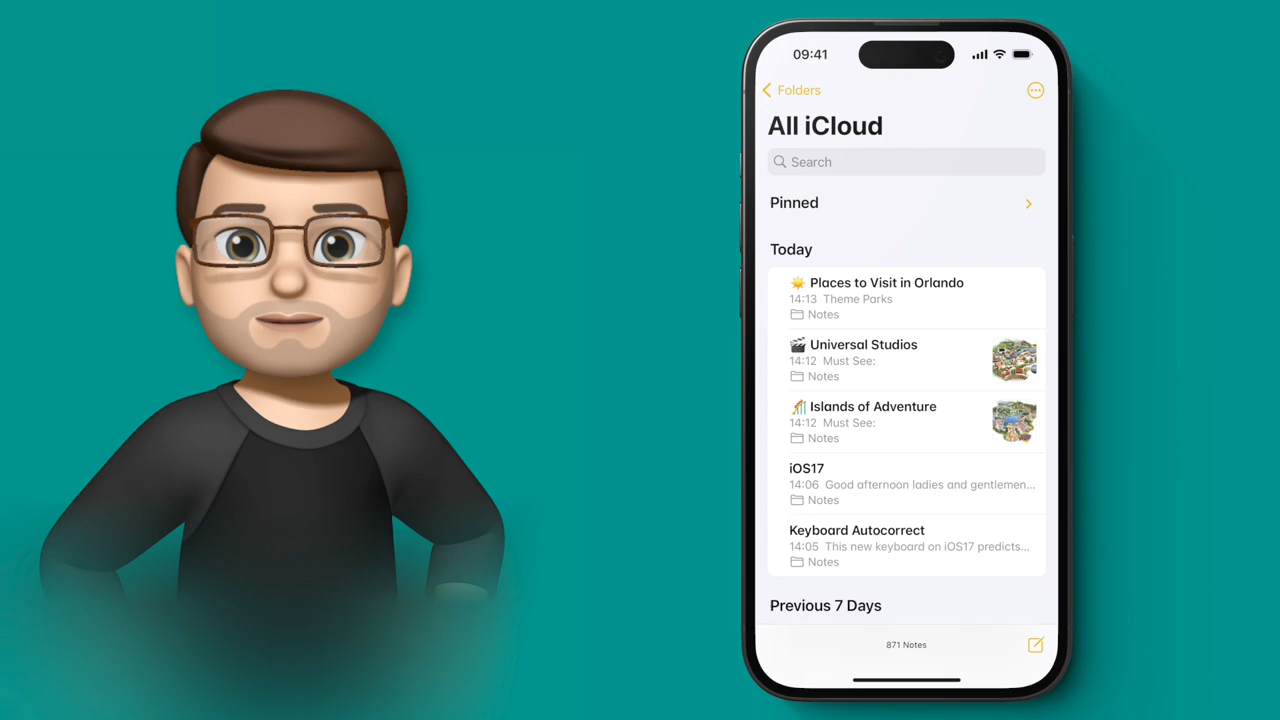 09:41
Folders
All iCloud
Search
Pinned
Today
Places to Visit in Orlando
14:13 Theme Parks
Notes
Universal Studios
14:12 Must See:
Notes
Islands of Adventure
14:12 Must See:
Notes
iOS17
14:06 Good afternoon ladies and gentlemen...
Notes
Keyboard Autocorrect
14:05 This new keyboard on iOS17 predicts...
Notes
Previous 7 Days
871 Notes